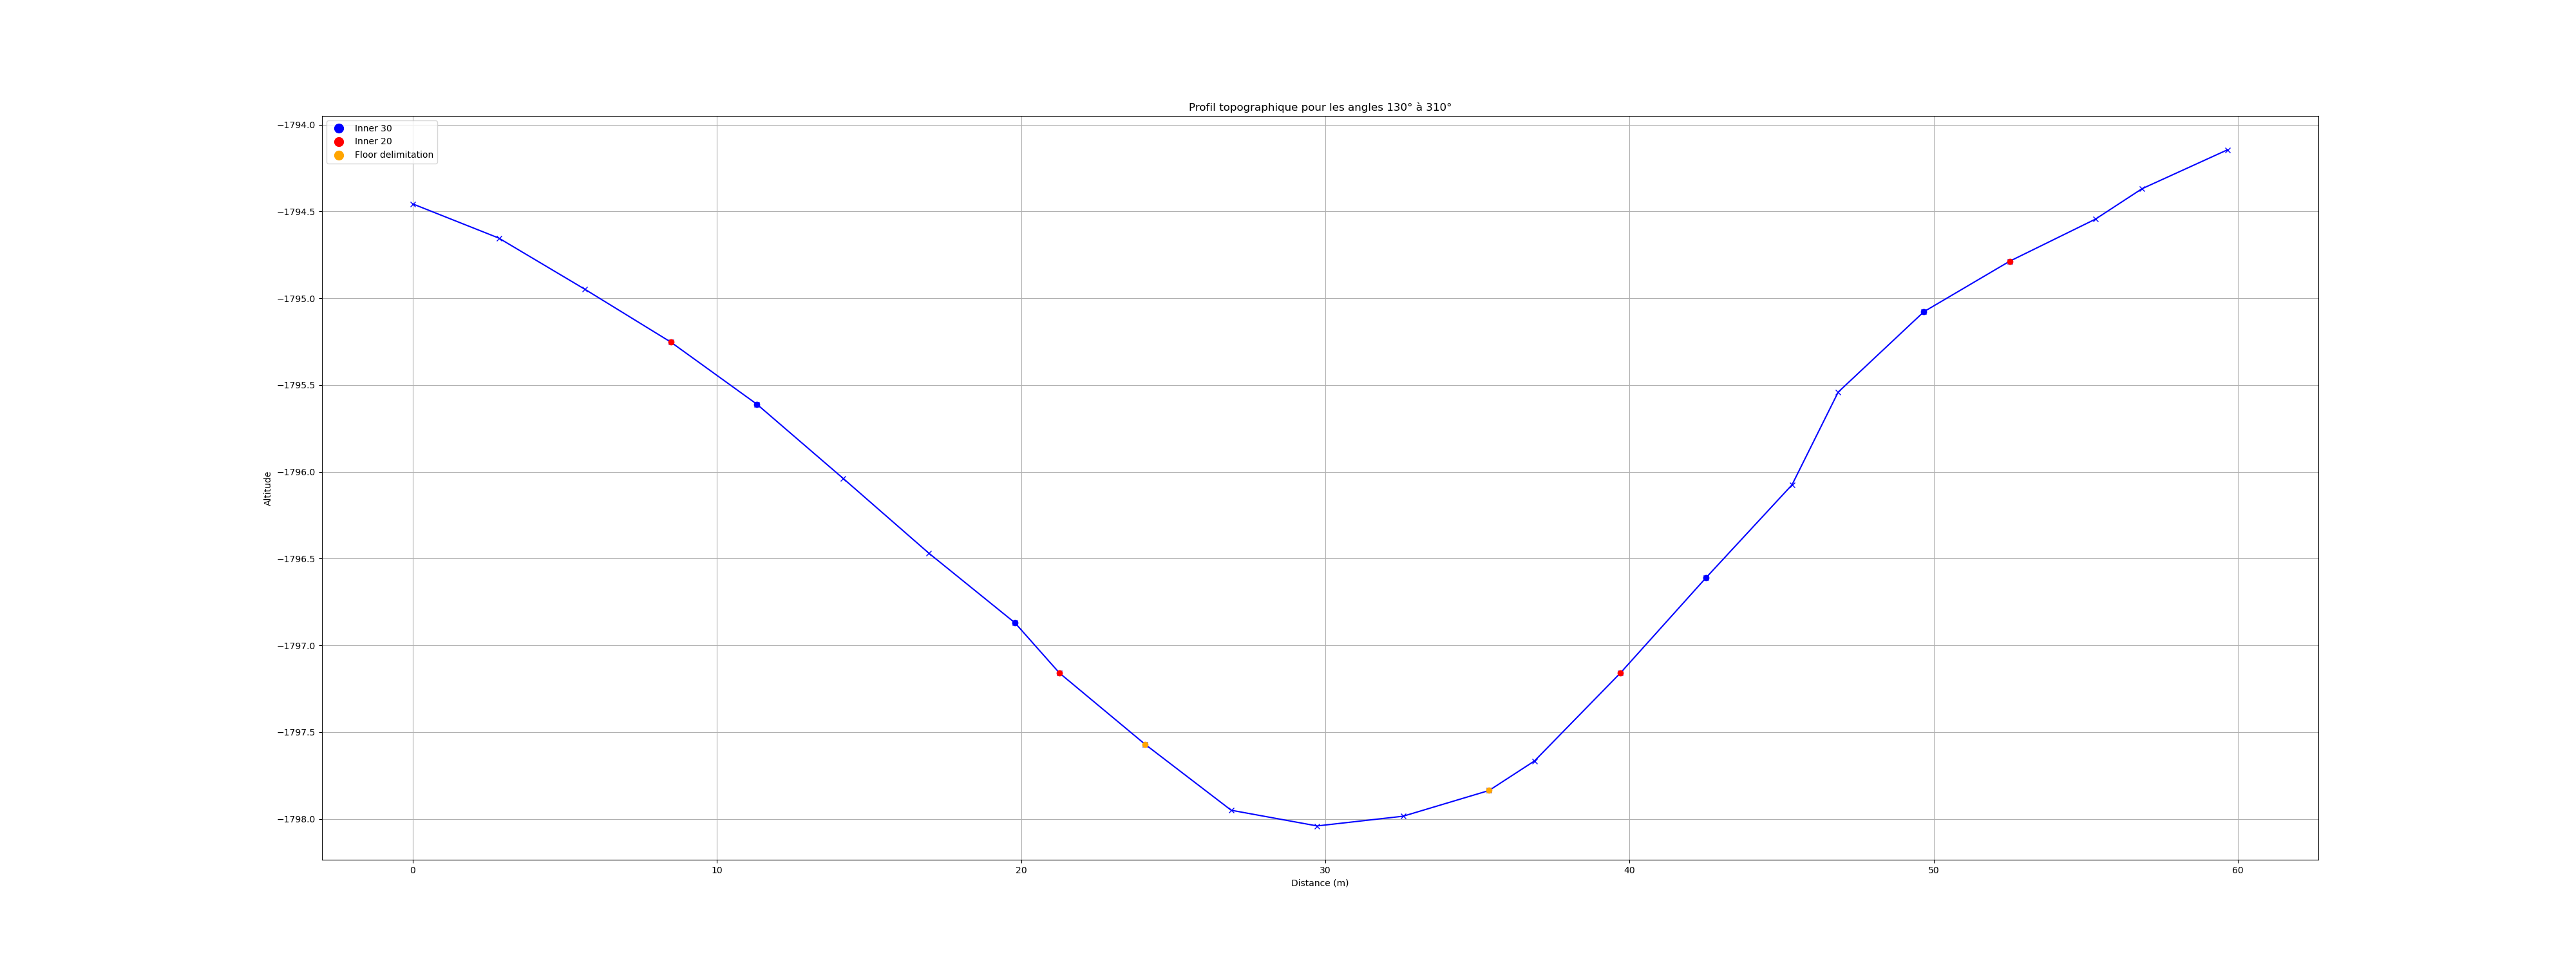 Profil topographique pour les angles 130° à 310°
Inner 30
Inner 20
Floor delimitation
Altitude
−1794.0
−1794.5
−1795.0
−1795.5
−1796.0
−1796.5
−1797.0
−1797.5
−1798.0
0 10 20 30 40 50 60
Distance (m)